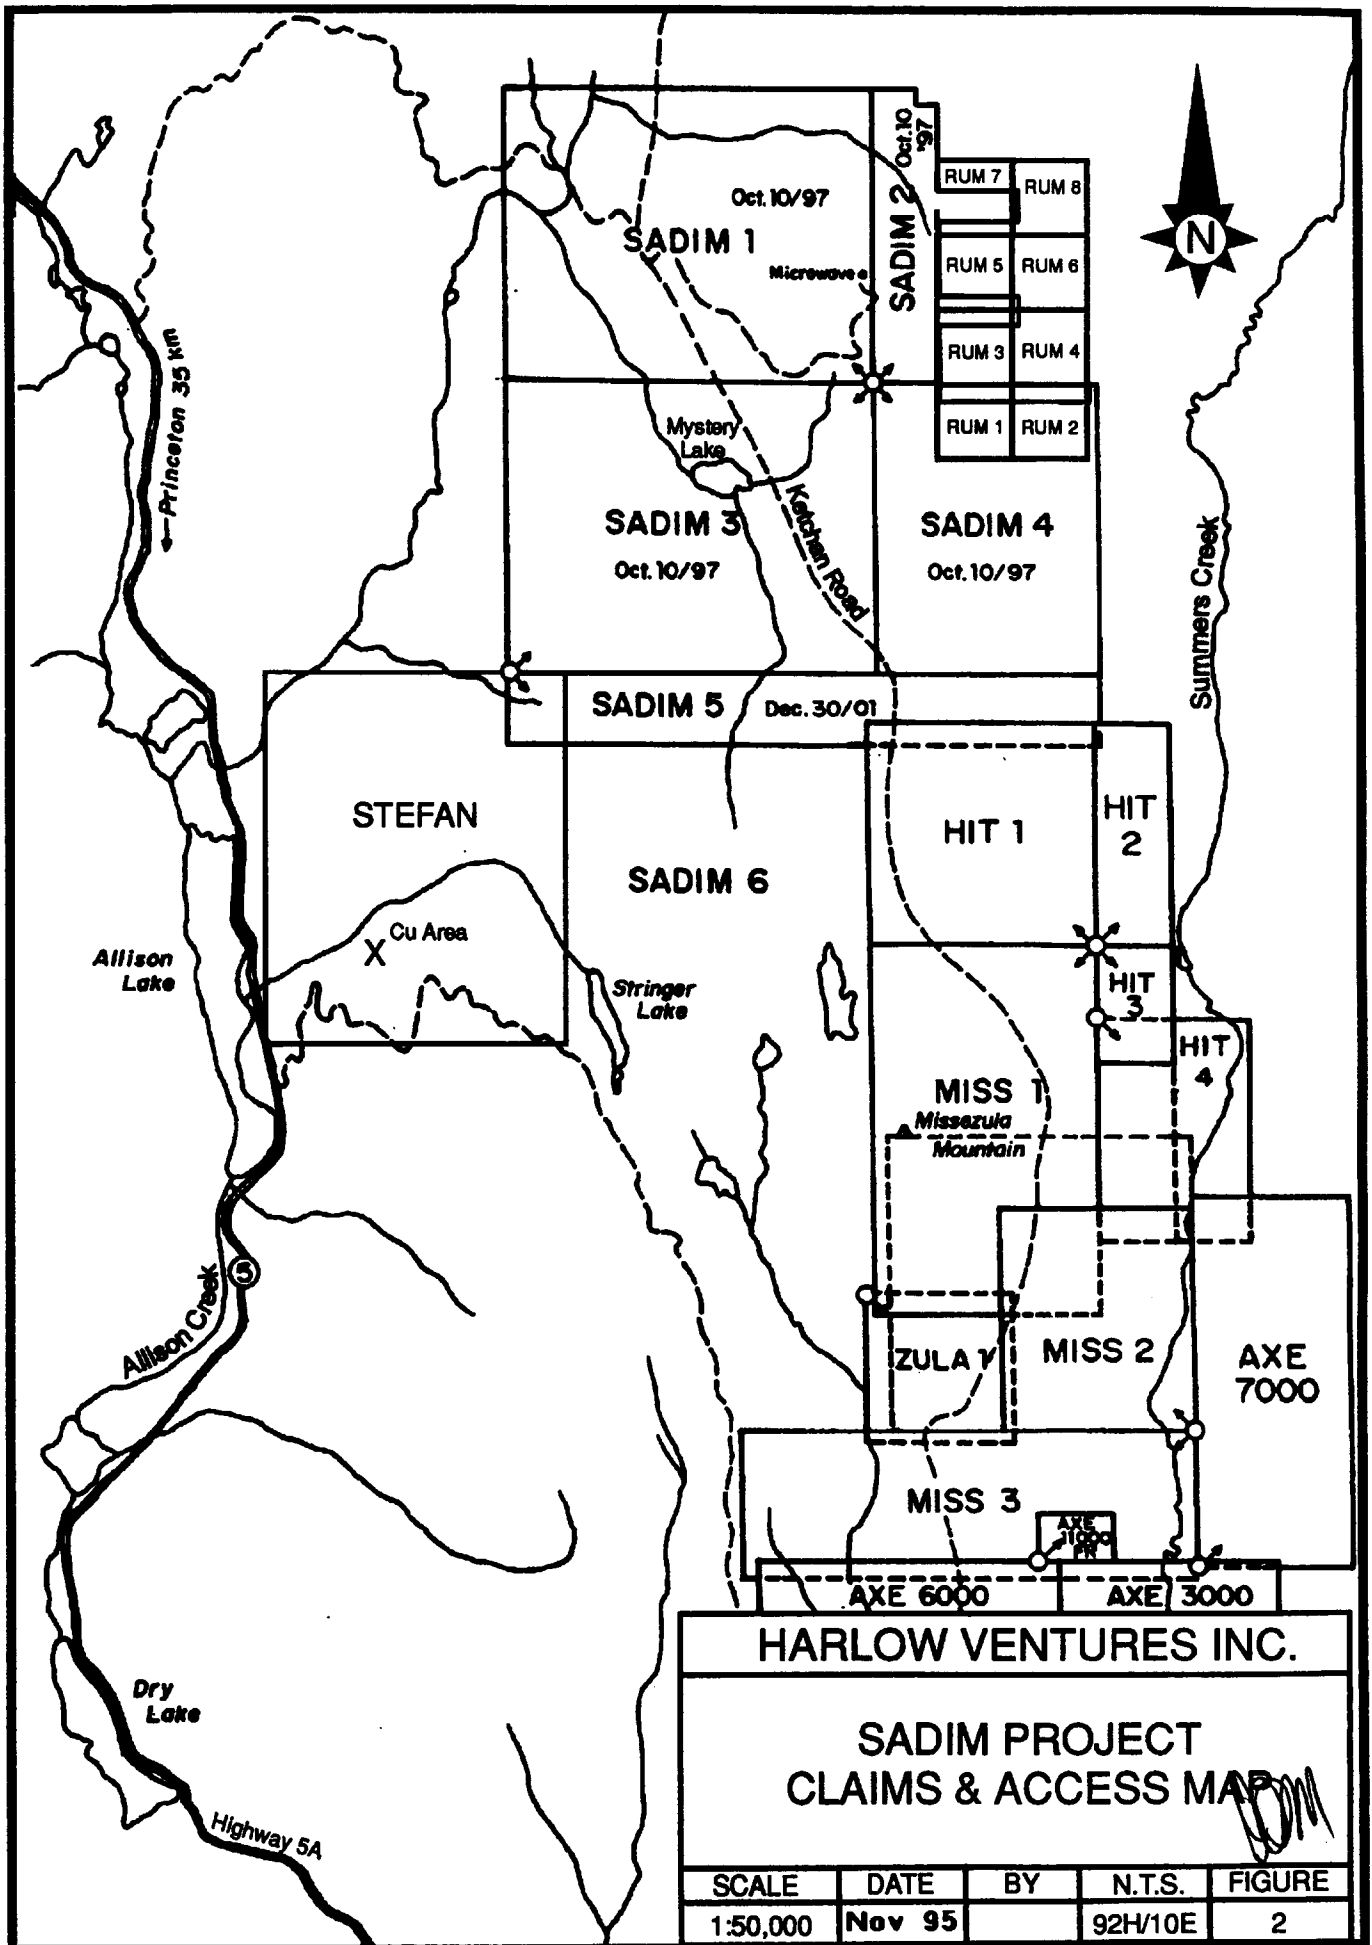 Oct.10
'97
RUM 7
RUM 8
Oct.10/97
SADIM 2
SADIM 1
N
Microwave
RUM 5
RUM 6
RUM 3
RUM 4
←Princeton 35 km
Mystery
Lake
RUM 1
RUM 2
Ketchan Road
SADIM 3
SADIM 4
Oct.10/97
Oct.10/97
Summers Creek
SADIM 5
Dec.30/01
STEFAN
HIT 1
HIT
2
SADIM 6
X
Cu Area
Allison
Lake
Stringer
Lake
HIT
3
HIT
4
MISS 1
Missezula
Mountain
5
Allison Creek
ZULA 1
MISS 2
AXE
7000
MISS 3
AXE
11000
FR
AXE 6000
AXE 3000
HARLOW VENTURES INC.
Dry
Lake
SADIM PROJECT
CLAIMS & ACCESS MAP
Highway 5A
SCALE
DATE
BY
N.T.S.
FIGURE
1:50,000
Nov 95
92H/10E
2